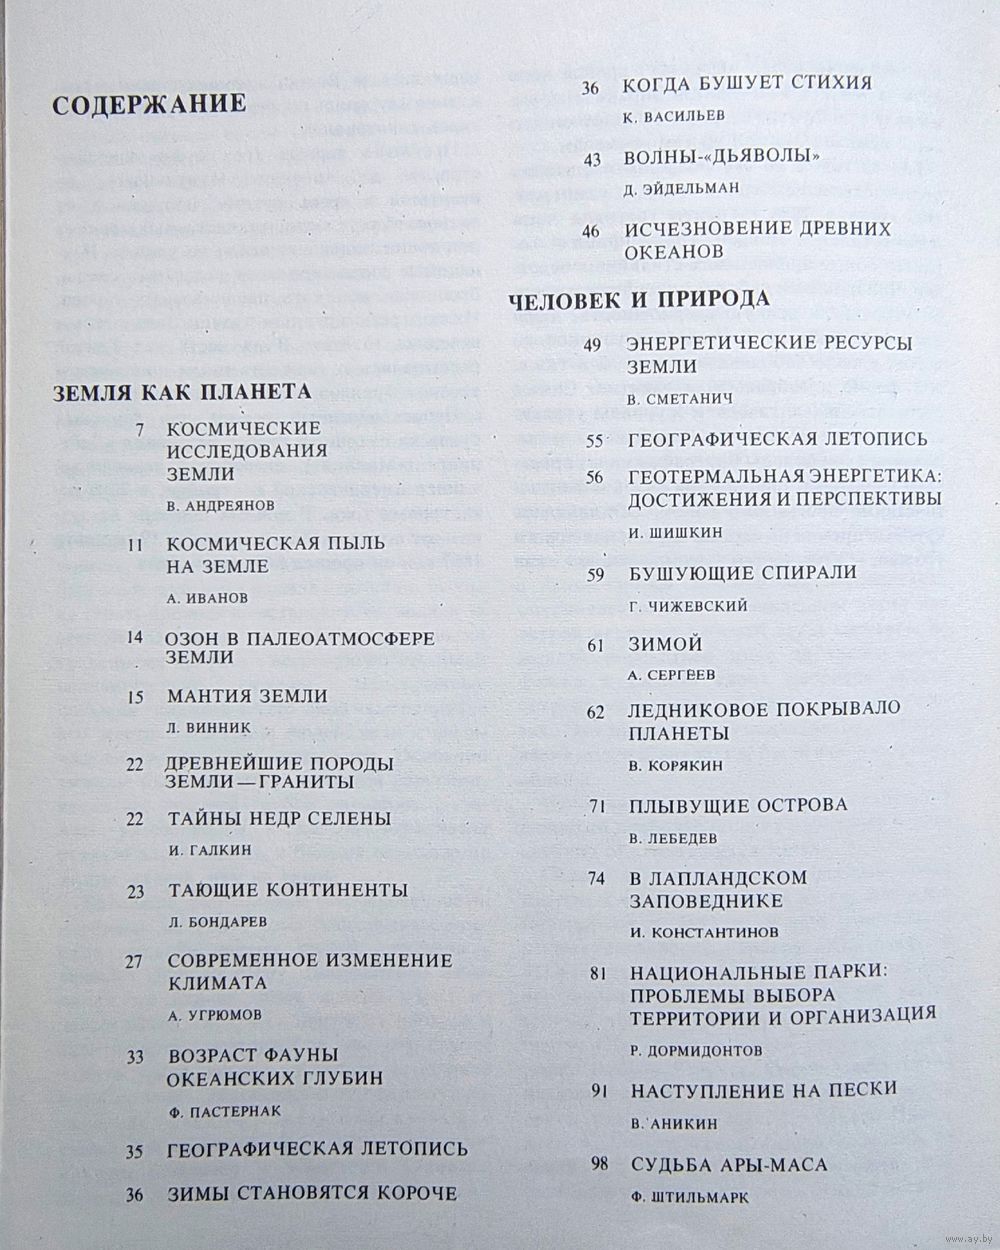 СОДЕРЖАНИЕ
ЗЕМЛЯ КАК ПЛАНЕТА
7 КОСМИЧЕСКИЕ
ИССЛЕДОВАНИЯ
ЗЕМЛИ
В. АНДРЕЯНОВ
11 КОСМИЧЕСКАЯ ПЫЛЬ
НА ЗЕМЛЕ
А. ИВАНОВ
14 ОЗОН В ПАЛЕОАТМОСФЕРЕ
ЗЕМЛИ
15 МАНТИЯ ЗЕМЛИ
Л. ВИННИК
22 ДРЕВНЕЙШИЕ ПОРОДЫ
ЗЕМЛИ — ГРАНИТЫ
22 ТАЙНЫ НЕДР СЕЛЕНЫ
И. ГАЛКИН
23 ТАЮЩИЕ КОНТИНЕНТЫ
Л. БОНДАРЕВ
27 СОВРЕМЕННОЕ ИЗМЕНЕНИЕ
КЛИМАТА
А. УГРЮМОВ
33 ВОЗРАСТ ФАУНЫ
ОКЕАНСКИХ ГЛУБИН
Ф. ПАСТЕРНАК
35 ГЕОГРАФИЧЕСКАЯ ЛЕТОПИСЬ
36 ЗИМЫ СТАНОВЯТСЯ КОРОЧЕ
36 КОГДА БУШУЕТ СТИХИЯ
К. ВАСИЛЬЕВ
43 ВОЛНЫ-«ДЬЯВОЛЫ»
Д. ЭЙДЕЛЬМАН
46 ИСЧЕЗНОВЕНИЕ ДРЕВНИХ
ОКЕАНОВ
ЧЕЛОВЕК И ПРИРОДА
49 ЭНЕРГЕТИЧЕСКИЕ РЕСУРСЫ
ЗЕМЛИ
В. СМЕТАНИЧ
55 ГЕОГРАФИЧЕСКАЯ ЛЕТОПИСЬ
56 ГЕОТЕРМАЛЬНАЯ ЭНЕРГЕТИКА:
ДОСТИЖЕНИЯ И ПЕРСПЕКТИВЫ
И. ШИШКИН
59 БУШУЮЩИЕ СПИРАЛИ
Г. ЧИЖЕВСКИЙ
61 ЗИМОЙ
А. СЕРГЕЕВ
62 ЛЕДНИКОВОЕ ПОКРЫВАЛО
ПЛАНЕТЫ
В. КОРЯКИН
71 ПЛЫВУЩИЕ ОСТРОВА
В. ЛЕБЕДЕВ
74 В ЛАПЛАНДСКОМ
ЗАПОВЕДНИКЕ
И. КОНСТАНТИНОВ
81 НАЦИОНАЛЬНЫЕ ПАРКИ:
ПРОБЛЕМЫ ВЫБОРА
ТЕРРИТОРИИ И ОРГАНИЗАЦИЯ
Р. ДОРМИДОНТОВ
91 НАСТУПЛЕНИЕ НА ПЕСКИ
В. АНИКИН
98 СУДЬБА АРЫ-МАСА
Ф. ШТИЛЬМАРК
www.ay.by